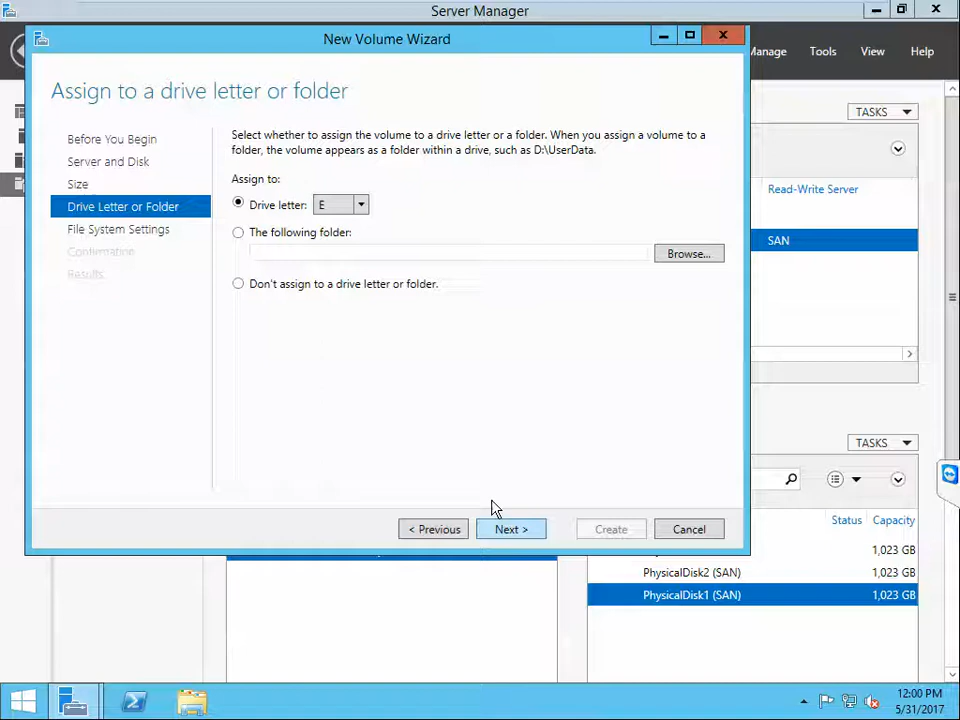 Server Manager
New Volume Wizard
Manage
Tools
View
Help
Assign to a drive letter or folder
TASKS
Before You Begin
Server and Disk
Size
Drive Letter or Folder
File System Settings
Confirmation
Results
Select whether to assign the volume to a drive letter or a folder. When you assign a volume to a
folder, the volume appears as a folder within a drive, such as D:\UserData.
Assign to:
Drive letter:
E
The following folder:
Browse...
Don't assign to a drive letter or folder.
Read-Write Server
SAN
TASKS
< Previous
Next >
Create
Cancel
Status
Capacity
1,023 GB
PhysicalDisk2 (SAN)
1,023 GB
PhysicalDisk1 (SAN)
1,023 GB
12:00 PM
5/31/2017